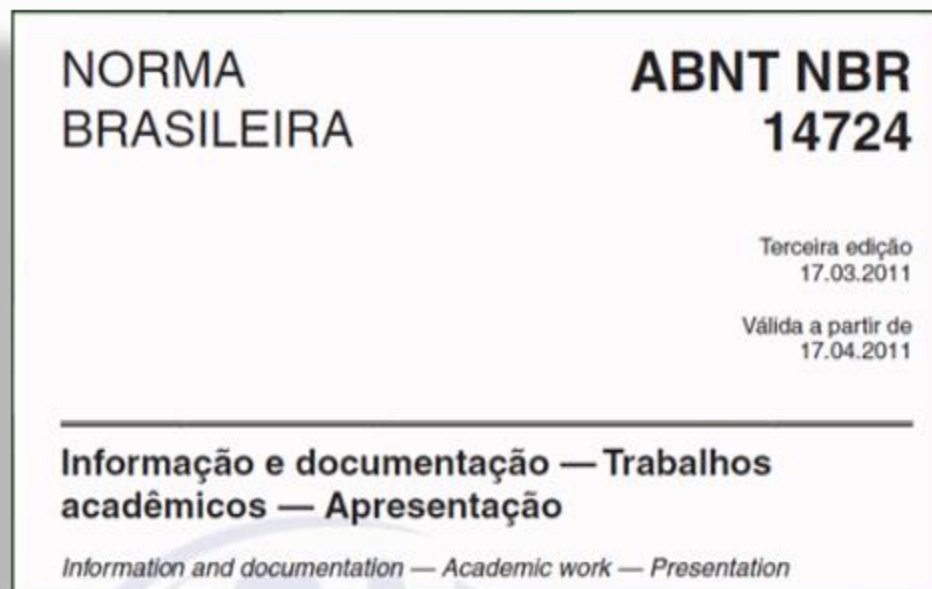 NORMA
BRASILEIRA
ABNT NBR
14724
Terceira edição
17.03.2011
Válida a partir de
17.04.2011
Informação e documentação — Trabalhos
acadêmicos — Apresentação
Information and documentation — Academic work — Presentation